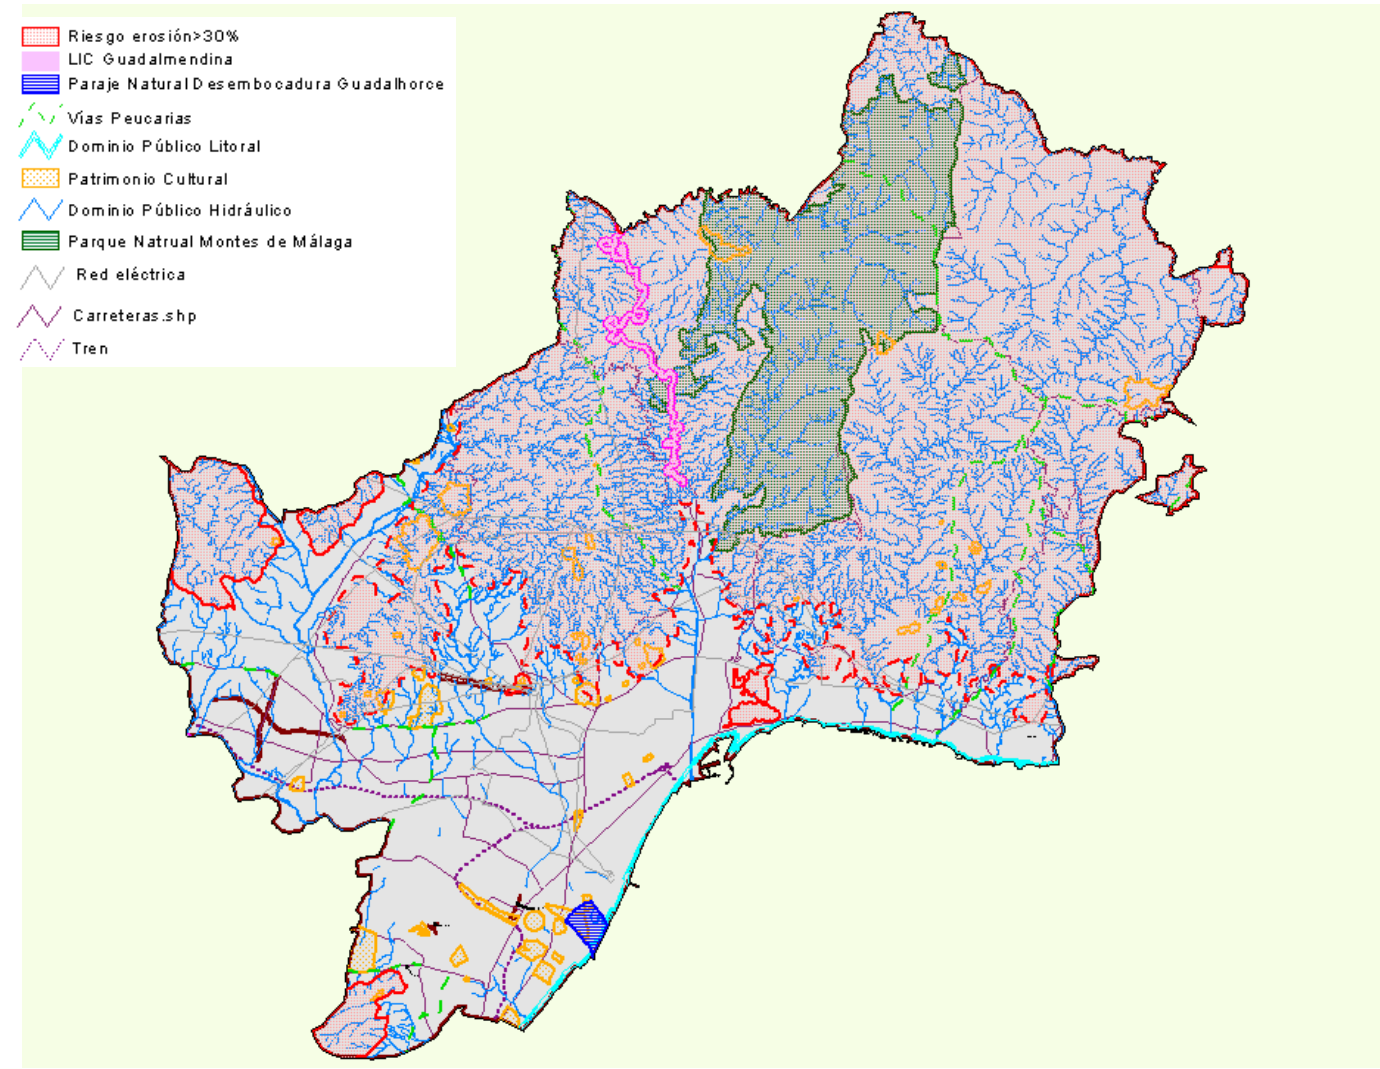 Riesgo erosión>30%
LIC Guadalmendina
Paraje Natural Desembocadura Guadalhorce
Vías Peucarias
Dominio Público Litoral
Patrimonio Cultural
Dominio Público Hidráulico
Parque Natrual Montes de Málaga
Red eléctrica
Carreteras.shp
Tren